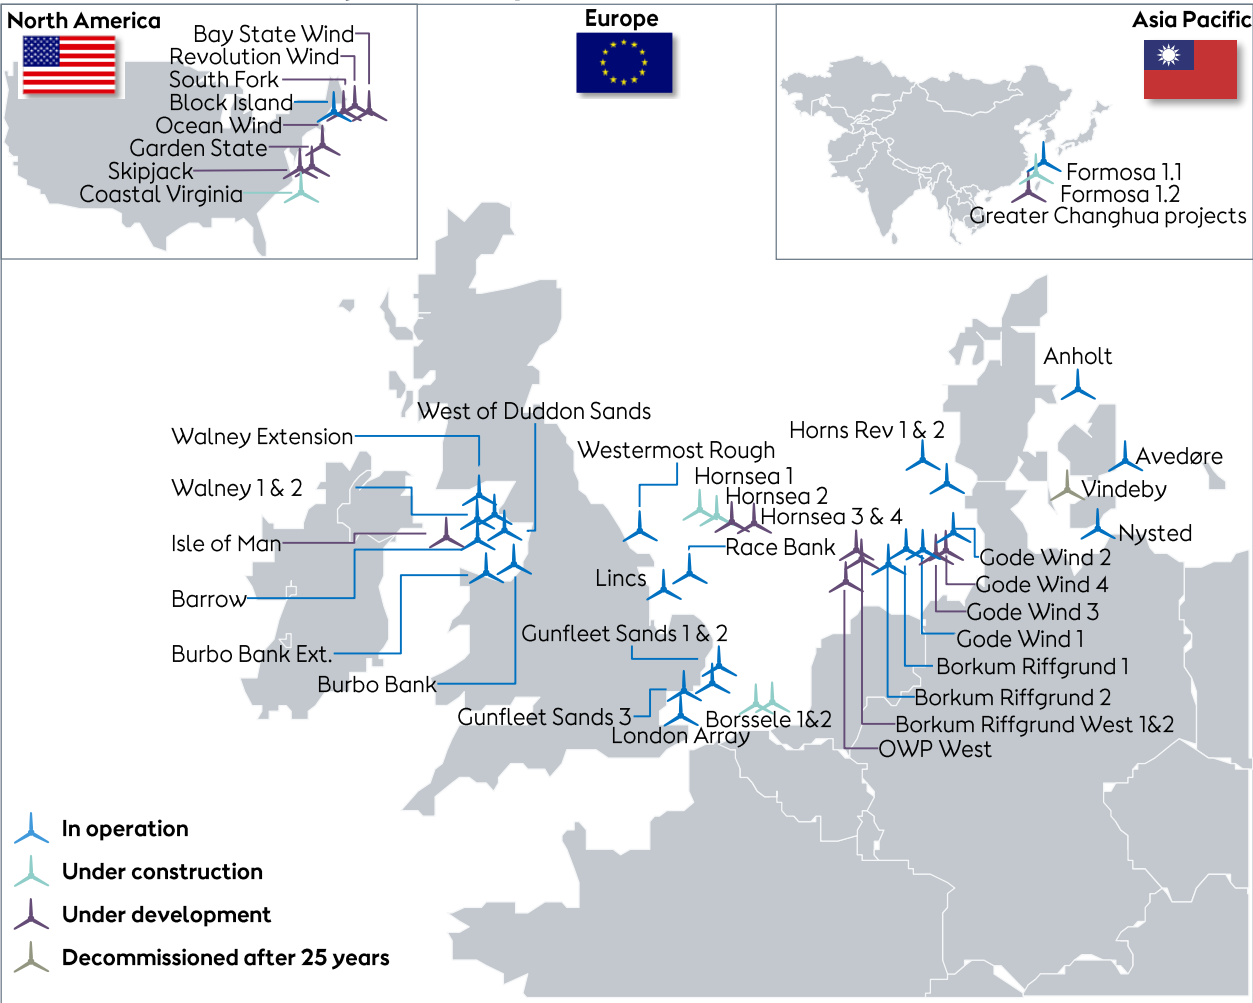 North America
Bay State Wind
Revolution Wind
South Fork
Block Island
Ocean Wind
Garden State
Skipjack
Coastal Virginia
Europe
Asia Pacific
Formosa 1.1
Formosa 1.2
Greater Changhua projects
West of Duddon Sands
Walney Extension
Walney 1 & 2
Isle of Man
Barrow
Burbo Bank Ext.
Burbo Bank
Westermost Rough
Hornsea 1
Hornsea 2
Hornsea 3 & 4
Race Bank
Lincs
Gunfleet Sands 1 & 2
Gunfleet Sands 3
London Array
Borssele 1&2
Anholt
Horns Rev 1 & 2
Avedøre
Vindeby
Nysted
Gode Wind 2
Gode Wind 4
Gode Wind 3
Gode Wind 1
Borkum Riffgrund 1
Borkum Riffgrund 2
Borkum Riffgrund West 1&2
OWP West
In operation
Under construction
Under development
Decommissioned after 25 years